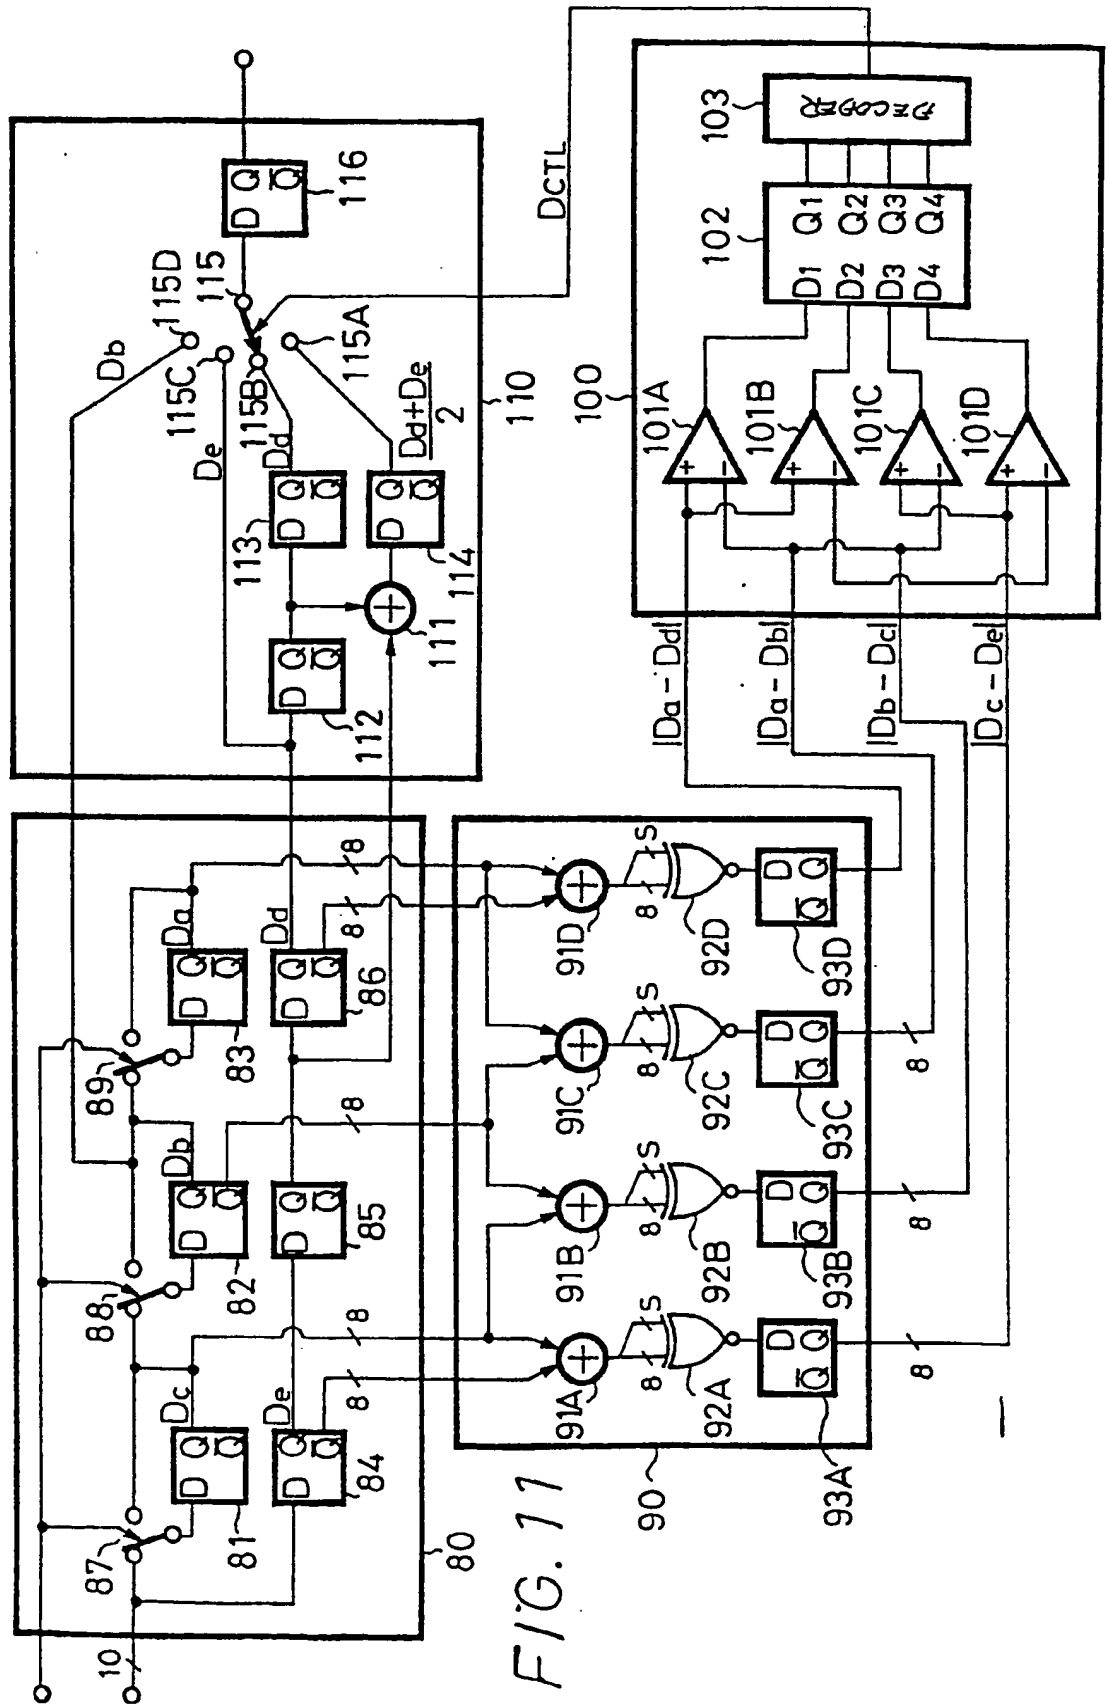 10
87
88
89
Dc
Db
Da
D Q
Q
81
D Q
Q
82
D Q
Q
83
De
Dd
D Q
Q
84
D Q
Q
85
D Q
Q
86
8
8
8
8
8
80
Db
De
Dd
D Q
Q
112
D Q
Q
113
111
D Q
Q
114
Dd+De
2
115D
115C
115B
115
115A
D Q
Q
116
110
91A
91B
91C
91D
8 S
8 S
8 S
8 S
92A
92B
92C
92D
D
Q Q
93A
D
Q Q
93B
D
Q Q
93C
D
Q Q
93D
8
8
8
90
|Da-Dd|
|Da-Db|
|Db-Dc|
|Dc-De|
100
+ -
101A
+ -
101B
+ -
101C
+ -
101D
D1 Q1
D2 Q2
D3 Q3
D4 Q4
102
DECODER
103
DCTL
FIG. 11